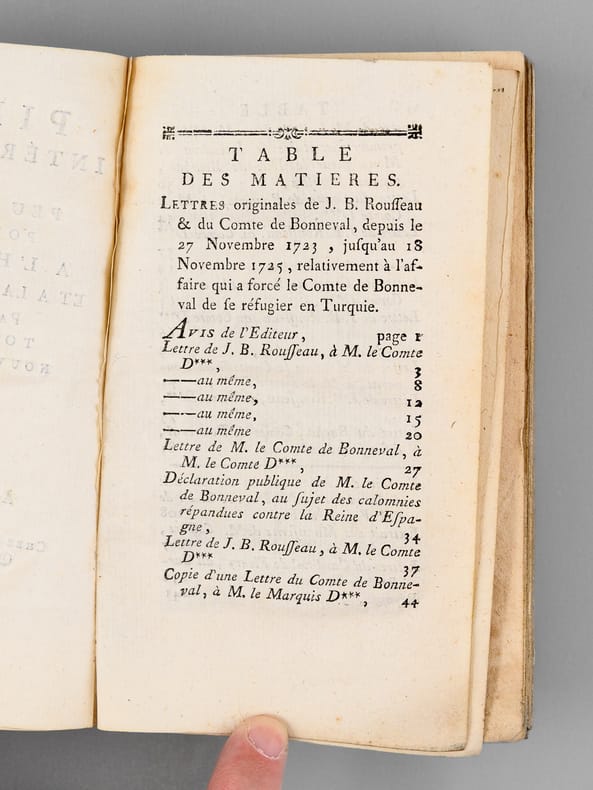 TABLE
DES MATIERES.
LETTRES originales de J. B. Rouſſeau
& du Comte de Bonneval, depuis le
27 Novembre 1723 , juſqu'au 18
Novembre 1725 , relativement à l'af-
faire qui a forcé le Comte de Bonne-
val de ſe réfugier en Turquie.
AVIS de l'Editeur, page 1
Lettre de J. B. Rouſſeau, à M. le Comte
D***, 3
——au même, 8
——au même, 12
——au même, 15
——au même 20
Lettre de M. le Comte de Bonneval, à
M. le Comte D***, 27
Déclaration publique de M. le Comte
de Bonneval, au ſujet des calomnies
répandues contre la Reine d'Eſpa-
gne, 34
Lettre de J. B. Rouſſeau, à M. le Comte
D*** 37
Copie d'une Lettre du Comte de Bonne-
val, à M. le Marquis D***, 44